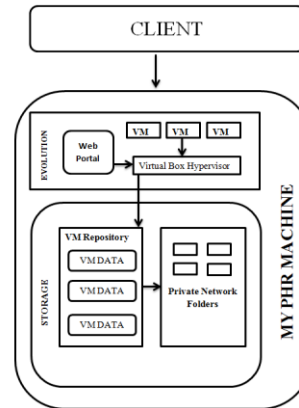 CLIENT
EVOLUTION
Web
Portal
VM
VM
VM
Virtual Box Hypervisor
STORAGE
VM Repository
VM DATA
VM DATA
VM DATA
Private Network
Folders
MY PHR MACHINE